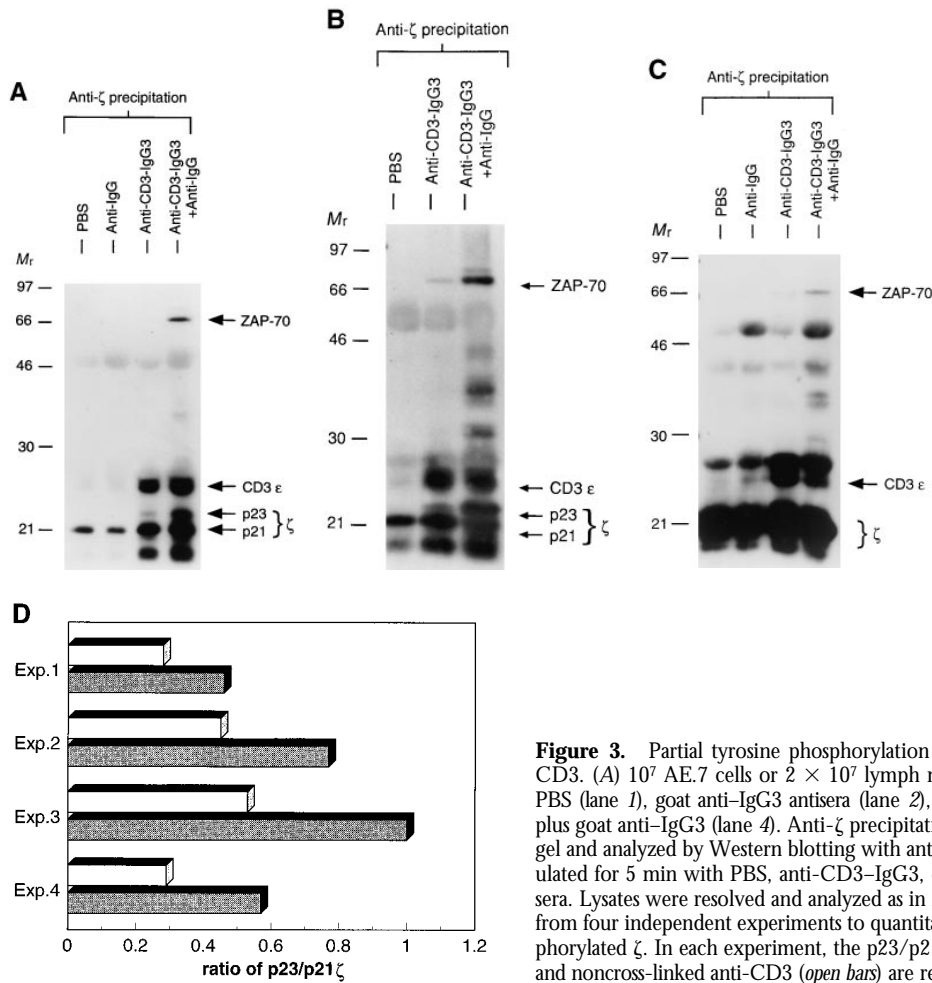 A
Anti-ζ precipitation
PBS
Anti-IgG
Anti-CD3-IgG3
Anti-CD3-IgG3
+Anti-IgG
Mr
97
66
46
30
21
ZAP-70
CD3 ε
p23
p21
ζ
B
Anti-ζ precipitation
PBS
Anti-CD3-IgG3
Anti-CD3-IgG3
+Anti-IgG
Mr
97
66
46
30
21
ZAP-70
CD3 ε
p23
p21
ζ
C
Anti-ζ precipitation
PBS
Anti-IgG
Anti-CD3-IgG3
Anti-CD3-IgG3
+Anti-IgG
Mr
97
66
46
30
21
ZAP-70
CD3 ε
ζ
D
Exp.1
Exp.2
Exp.3
Exp.4
0 0.2 0.4 0.6 0.8 1 1.2
ratio of p23/p21ζ
Figure 3. Partial tyrosine phosphorylation
CD3. (A) 10⁷ AE.7 cells or 2 × 10⁷ lymph
PBS (lane 1), goat anti–IgG3 antisera (lane 2),
plus goat anti–IgG3 (lane 4). Anti-ζ
gel and analyzed by Western blotting with
ulated for 5 min with PBS, anti-CD3–IgG3,
sera. Lysates were resolved and analyzed as in
from four independent experiments to
phorylated ζ. In each experiment, the
and noncross-linked anti-CD3 (open bars) are